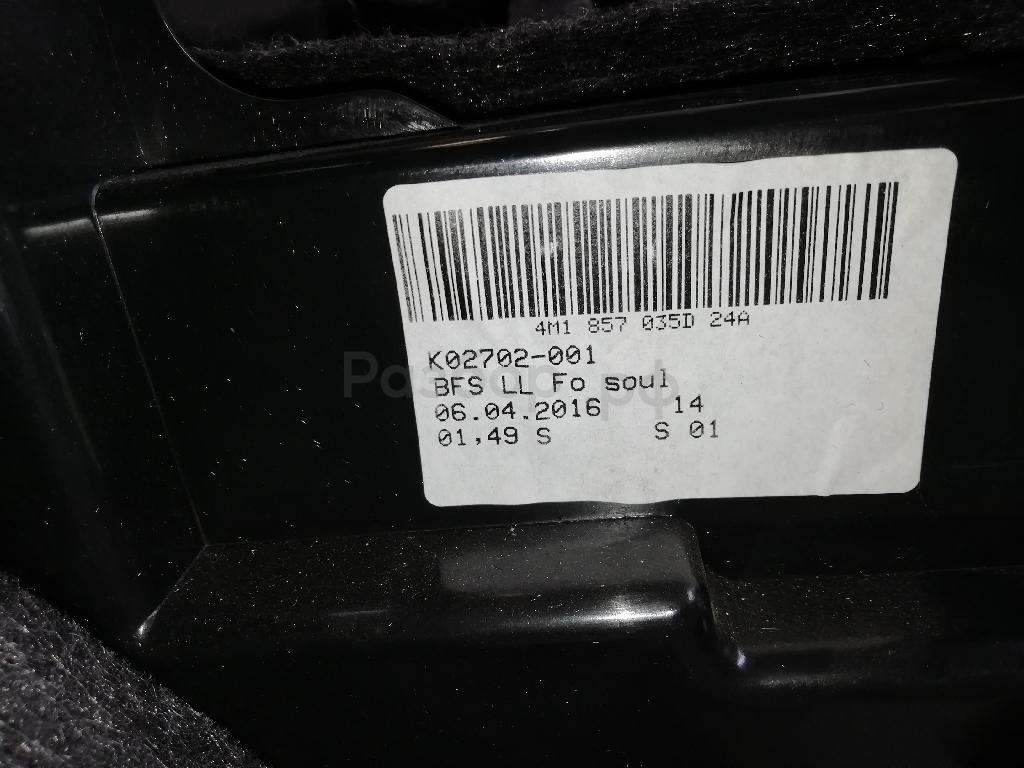 4M1 857 035D 24A
K02702-001
BFS LL Fo soul
06.04.2016 14
01,49 S S 01